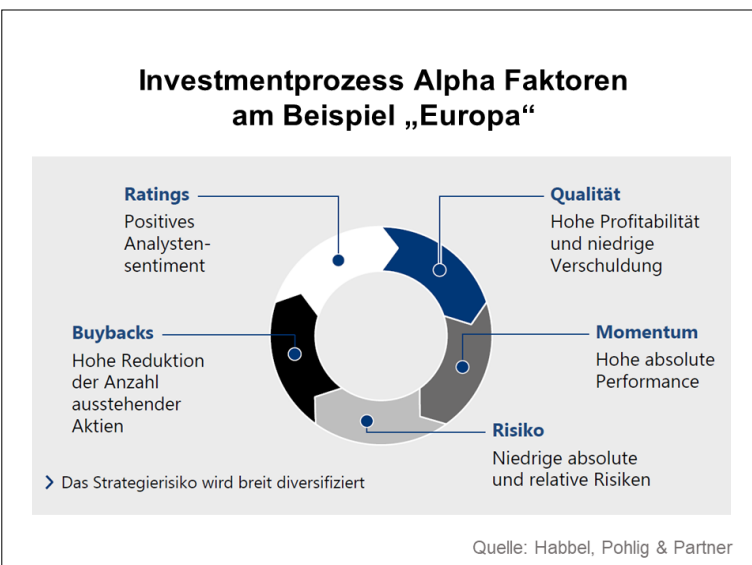 Investmentprozess Alpha Faktoren
am Beispiel „Europa“
Ratings
Positives
Analysten-
sentiment
Qualität
Hohe Profitabilität
und niedrige
Verschuldung
Buybacks
Hohe Reduktion
der Anzahl
ausstehender
Aktien
Momentum
Hohe absolute
Performance
Risiko
Niedrige absolute
und relative Risiken
> Das Strategierisiko wird breit diversifiziert
Quelle: Habbel, Pohlig & Partner